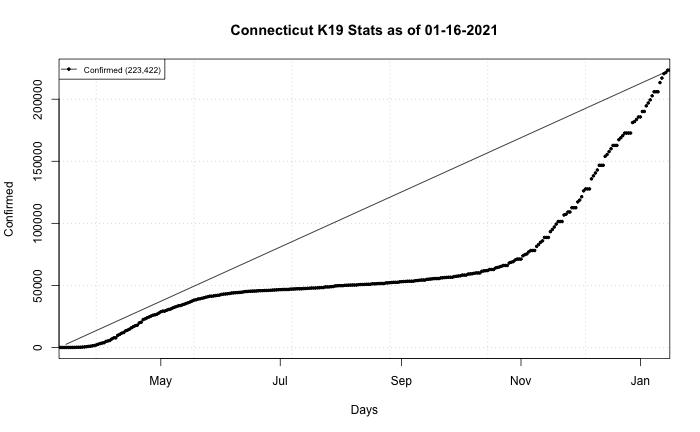 Connecticut K19 Stats as of 01-16-2021
Confirmed (223,422)
Confirmed
200000
150000
100000
50000
0
May Jul Sep Nov Jan
Days